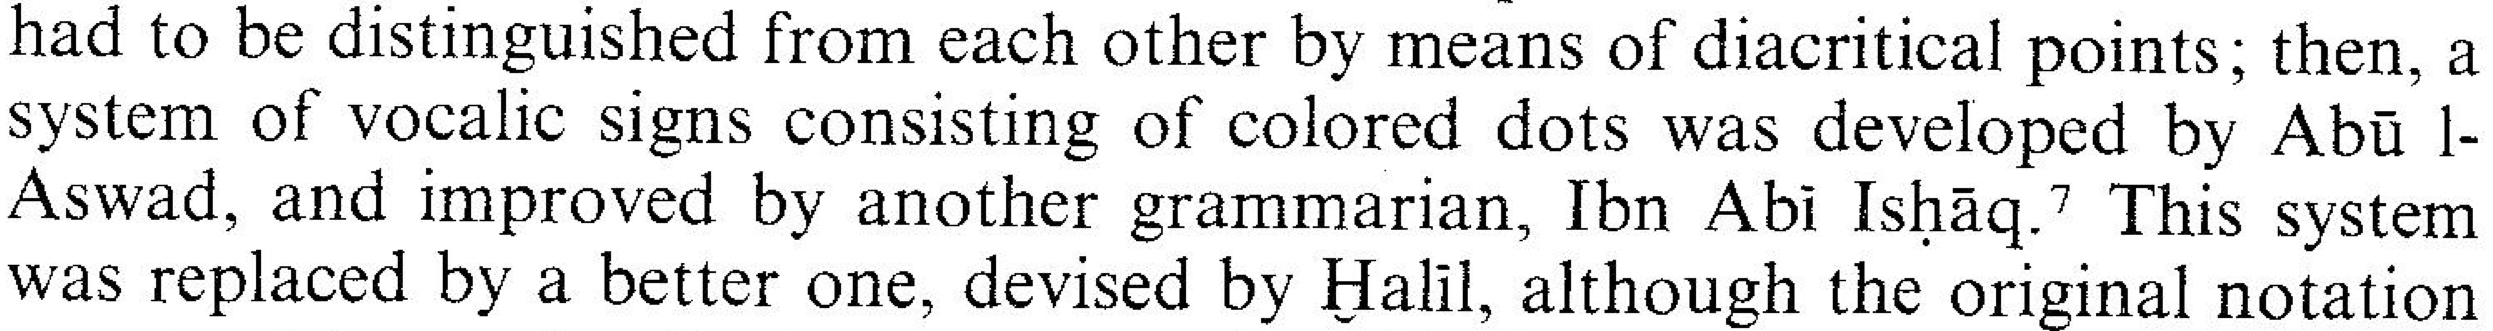 had to be distinguished from each other by means of diacritical points; then, a
system of vocalic signs consisting of colored dots was developed by Abū l-
Aswad, and improved by another grammarian, Ibn Abī Isḥāq.⁷ This system
was replaced by a better one, devised by Ḫalīl, although the original notation